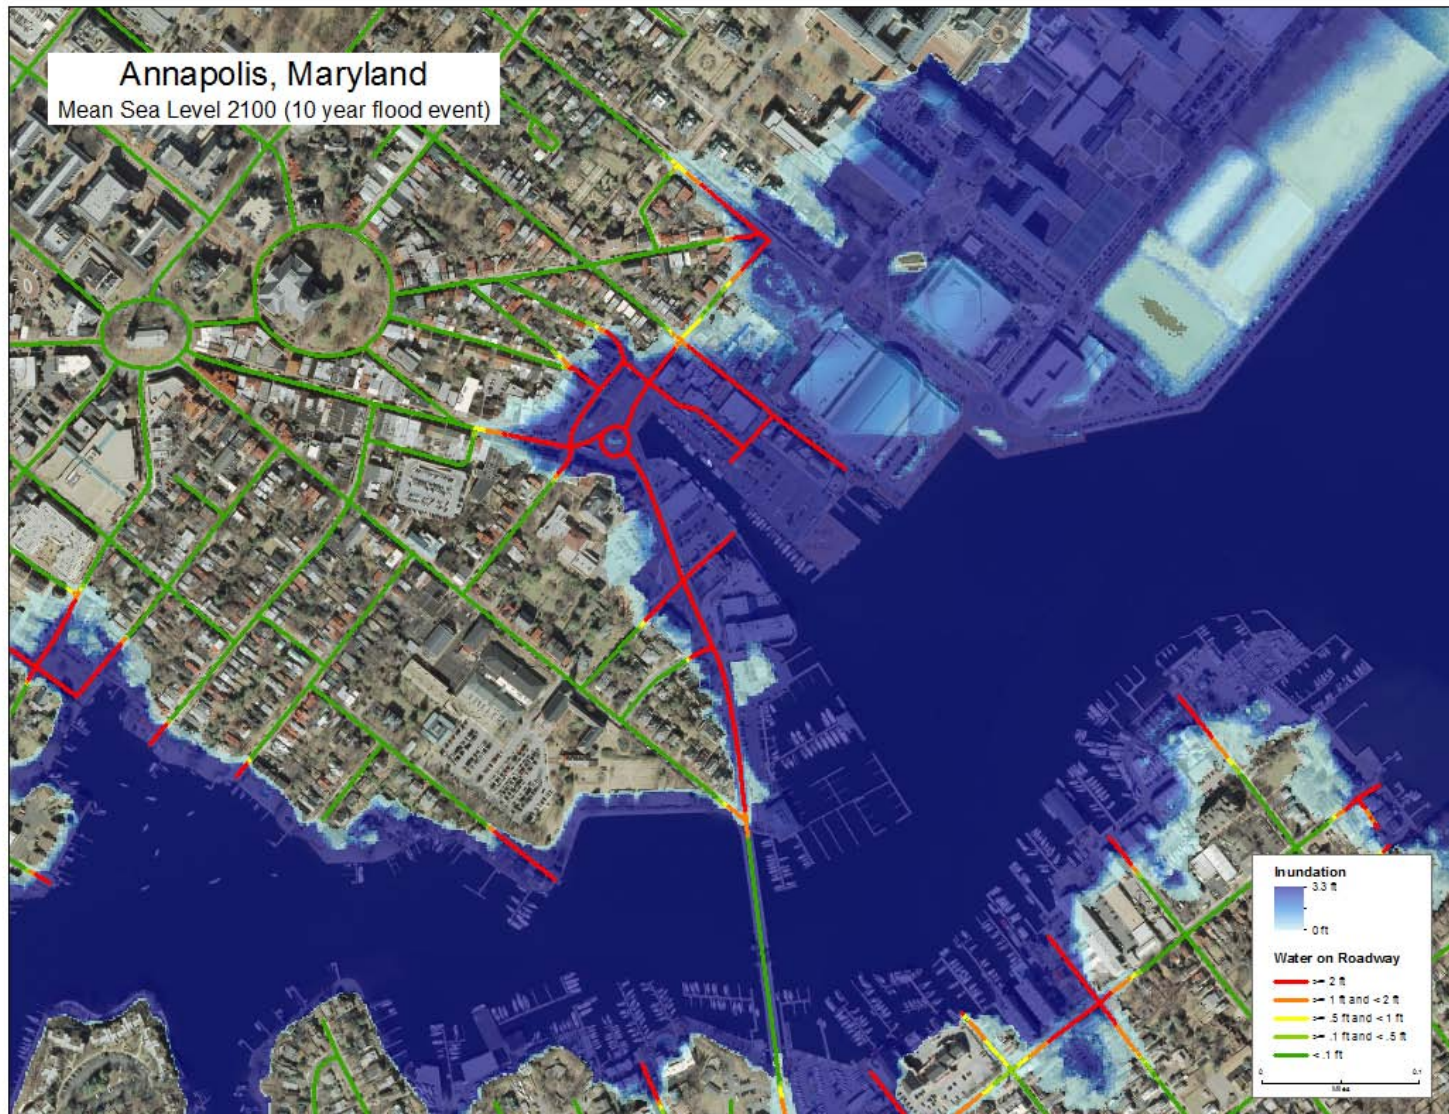 Annapolis, Maryland
Mean Sea Level 2100 (10 year flood event)
Inundation
3.3 ft
0 ft
Water on Roadway
>= 2 ft
>= 1 ft and < 2 ft
>= .5 ft and < 1 ft
>= .1 ft and < .5 ft
< .1 ft
0 0.1
Miles